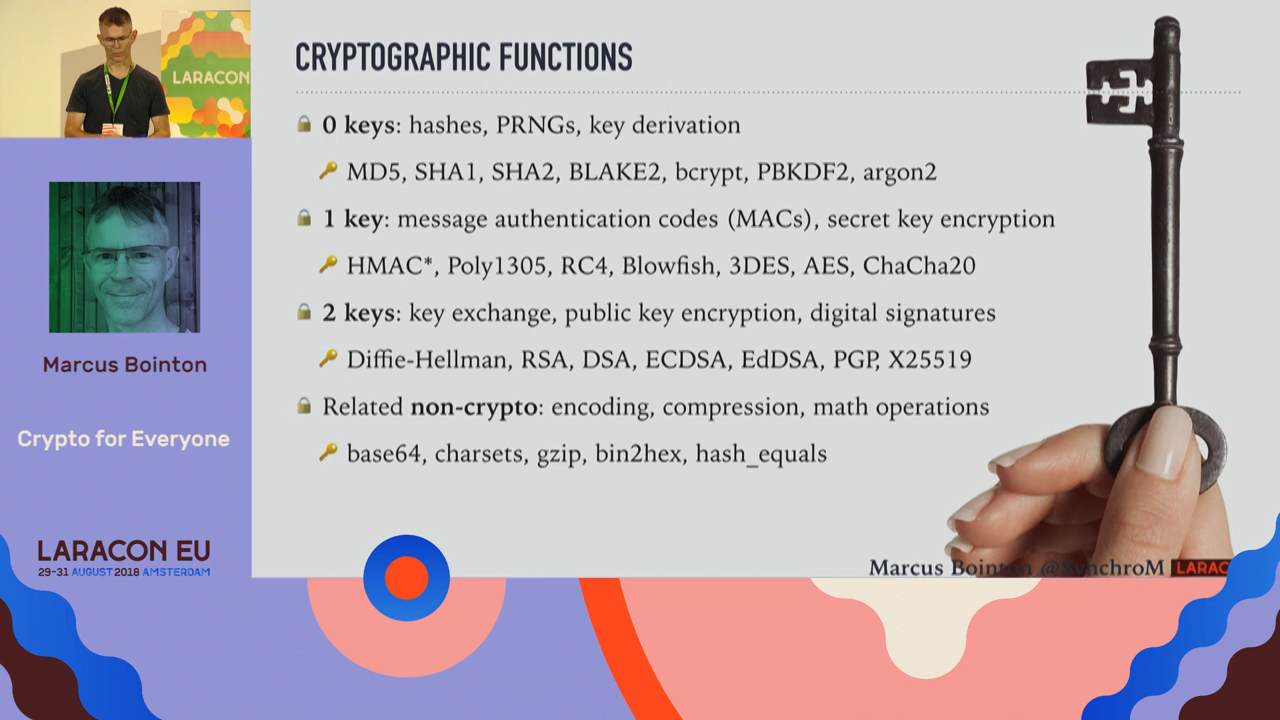 LARACON
CRYPTOGRAPHIC FUNCTIONS
0 keys: hashes, PRNGs, key derivation
MD5, SHA1, SHA2, BLAKE2, bcrypt, PBKDF2, argon2
1 key: message authentication codes (MACs), secret key encryption
HMAC*, Poly1305, RC4, Blowfish, 3DES, AES, ChaCha20
2 keys: key exchange, public key encryption, digital signatures
Diffie-Hellman, RSA, DSA, ECDSA, EdDSA, PGP, X25519
Related non-crypto: encoding, compression, math operations
base64, charsets, gzip, bin2hex, hash_equals
Marcus Bointon @SynchroM LARAC
Marcus Bointon
Crypto for Everyone
LARACON EU
29-31 AUGUST 2018 AMSTERDAM